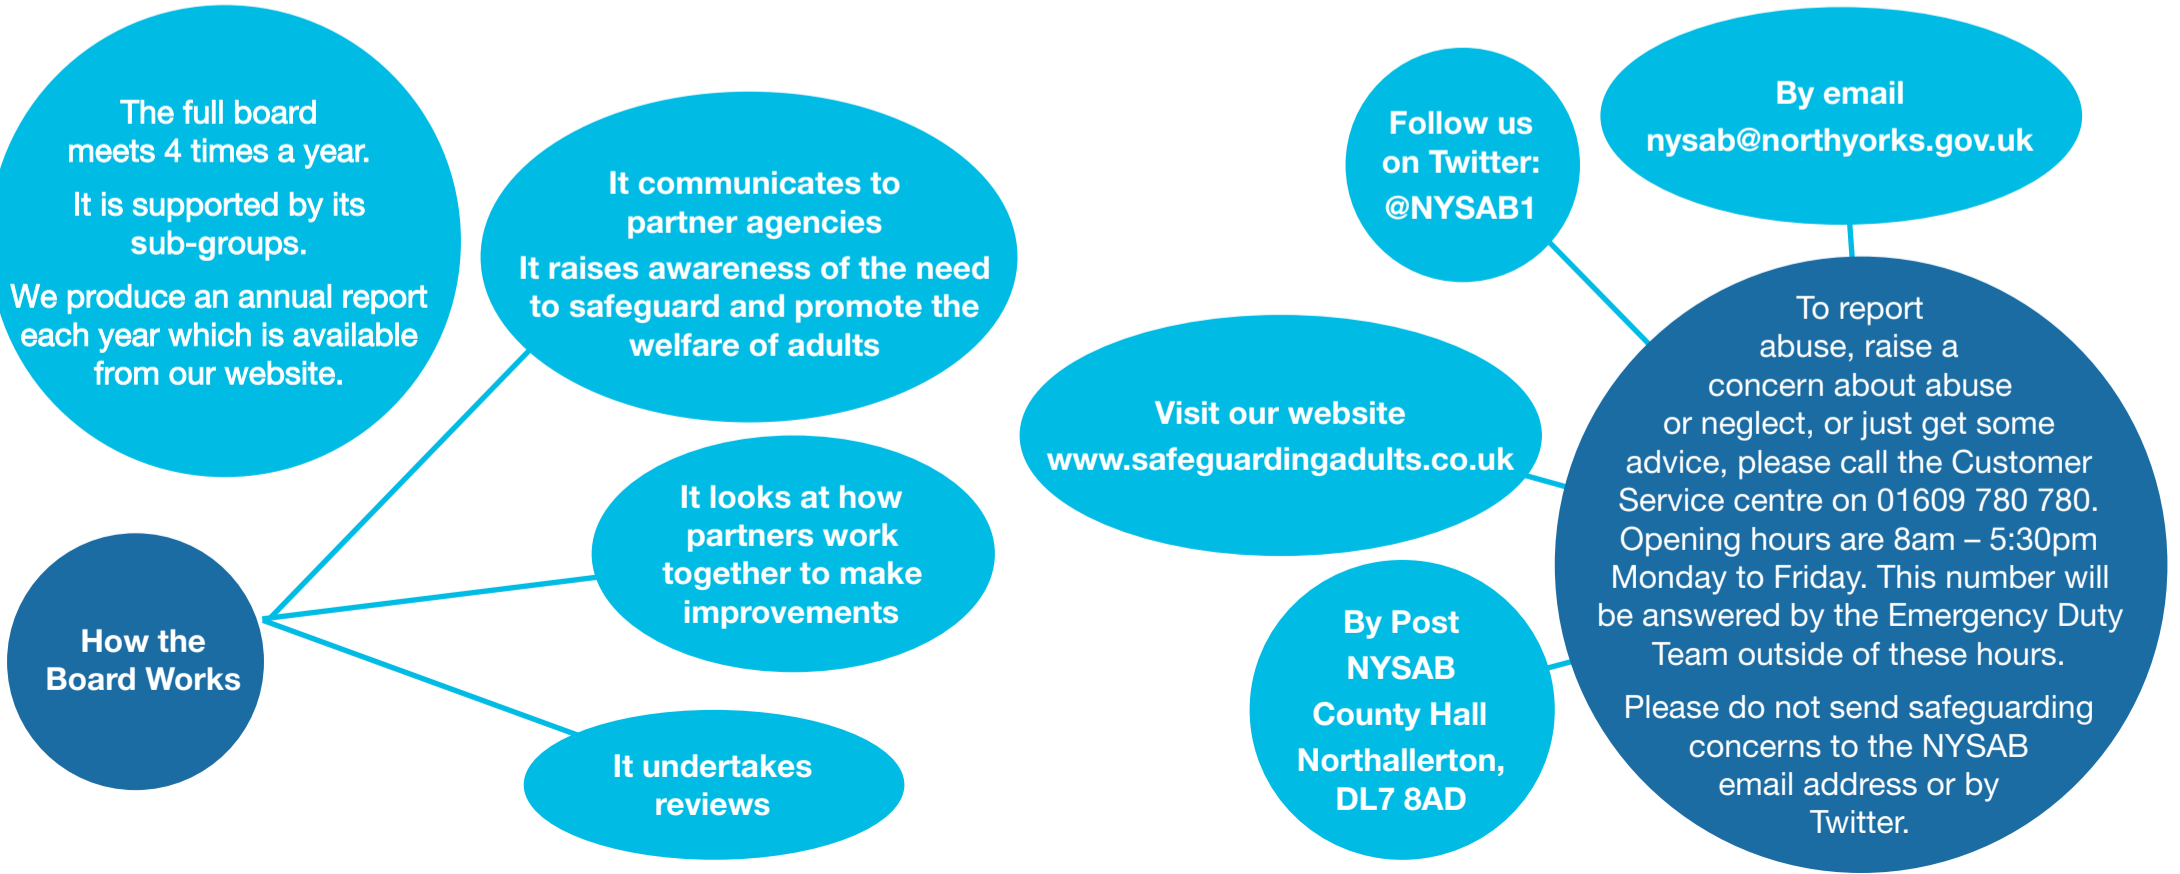 The full board
meets 4 times a year.
It is supported by its
sub-groups.
We produce an annual report
each year which is available
from our website.
It communicates to
partner agencies
It raises awareness of the need
to safeguard and promote the
welfare of adults
It looks at how
partners work
together to make
improvements
How the
Board Works
It undertakes
reviews
Follow us
on Twitter:
@NYSAB1
By email
nysab@northyorks.gov.uk
Visit our website
www.safeguardingadults.co.uk
By Post
NYSAB
County Hall
Northallerton,
DL7 8AD
To report
abuse, raise a
concern about abuse
or neglect, or just get some
advice, please call the Customer
Service centre on 01609 780 780.
Opening hours are 8am – 5:30pm
Monday to Friday. This number will
be answered by the Emergency Duty
Team outside of these hours.
Please do not send safeguarding
concerns to the NYSAB
email address or by
Twitter.